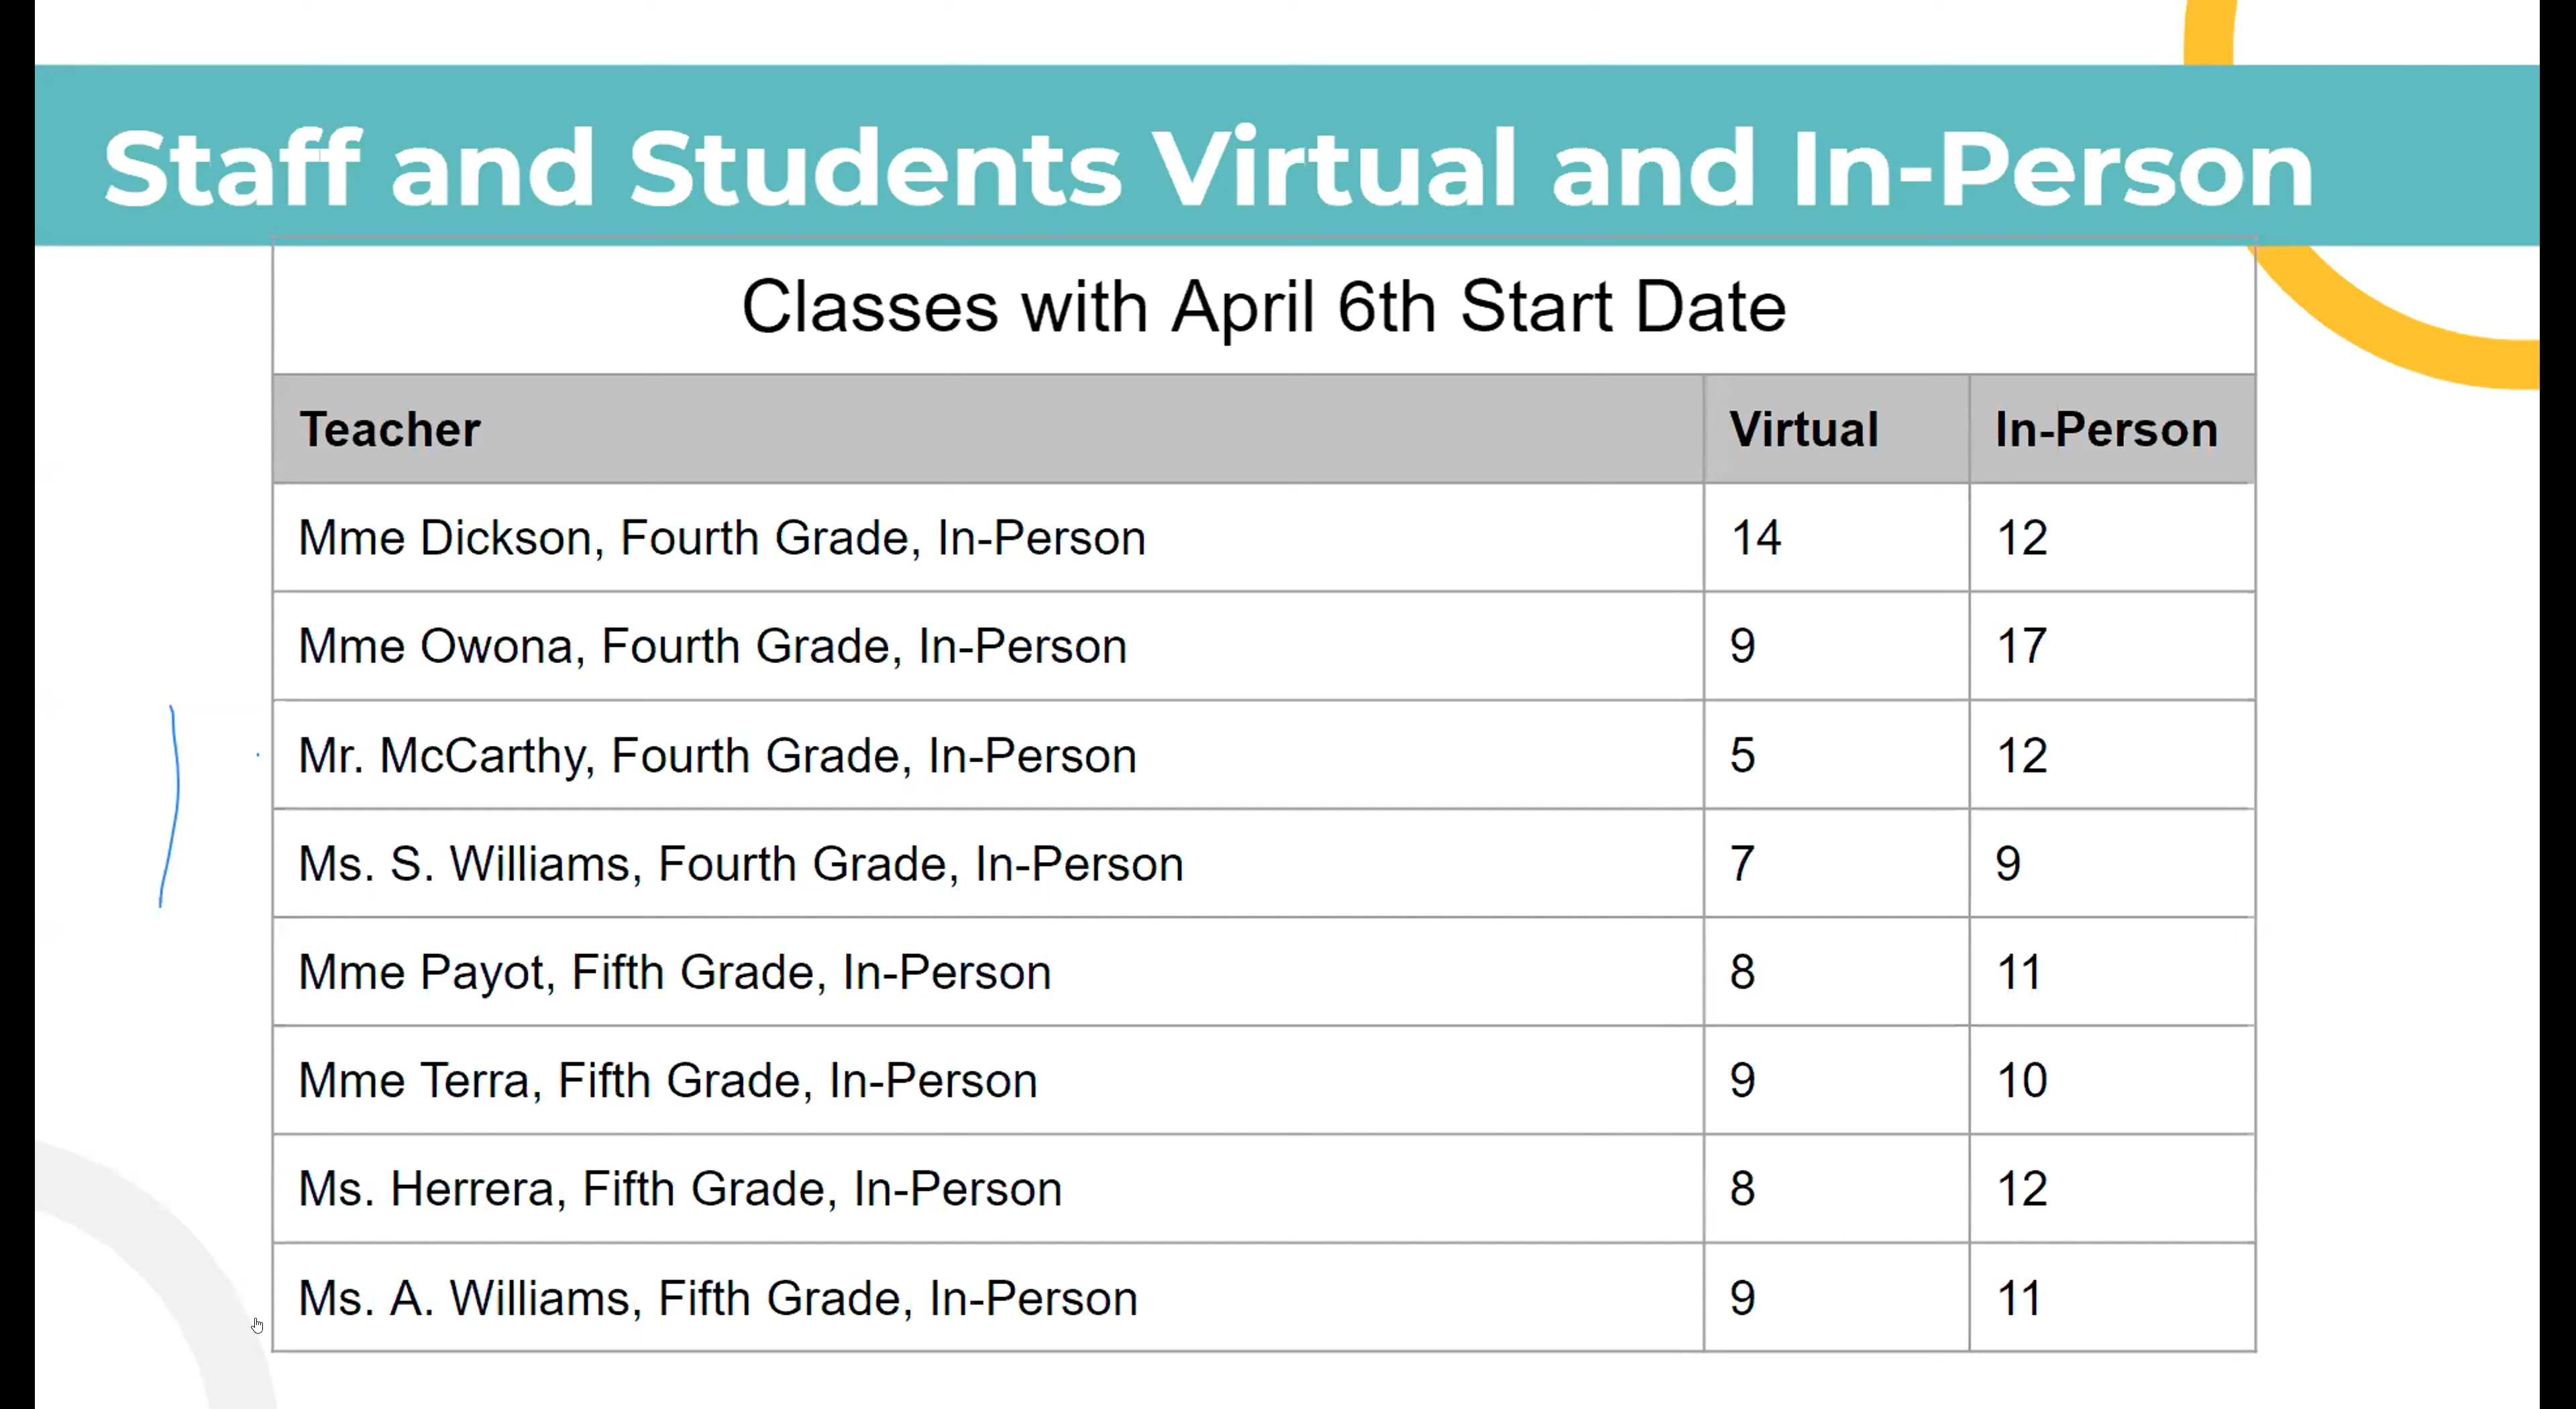 Staff and Students Virtual and In-Person
Classes with April 6th Start Date
Teacher Virtual In-Person
Mme Dickson, Fourth Grade, In-Person 14 12
Mme Owona, Fourth Grade, In-Person 9 17
Mr. McCarthy, Fourth Grade, In-Person 5 12
Ms. S. Williams, Fourth Grade, In-Person 7 9
Mme Payot, Fifth Grade, In-Person 8 11
Mme Terra, Fifth Grade, In-Person 9 10
Ms. Herrera, Fifth Grade, In-Person 8 12
Ms. A. Williams, Fifth Grade, In-Person 9 11